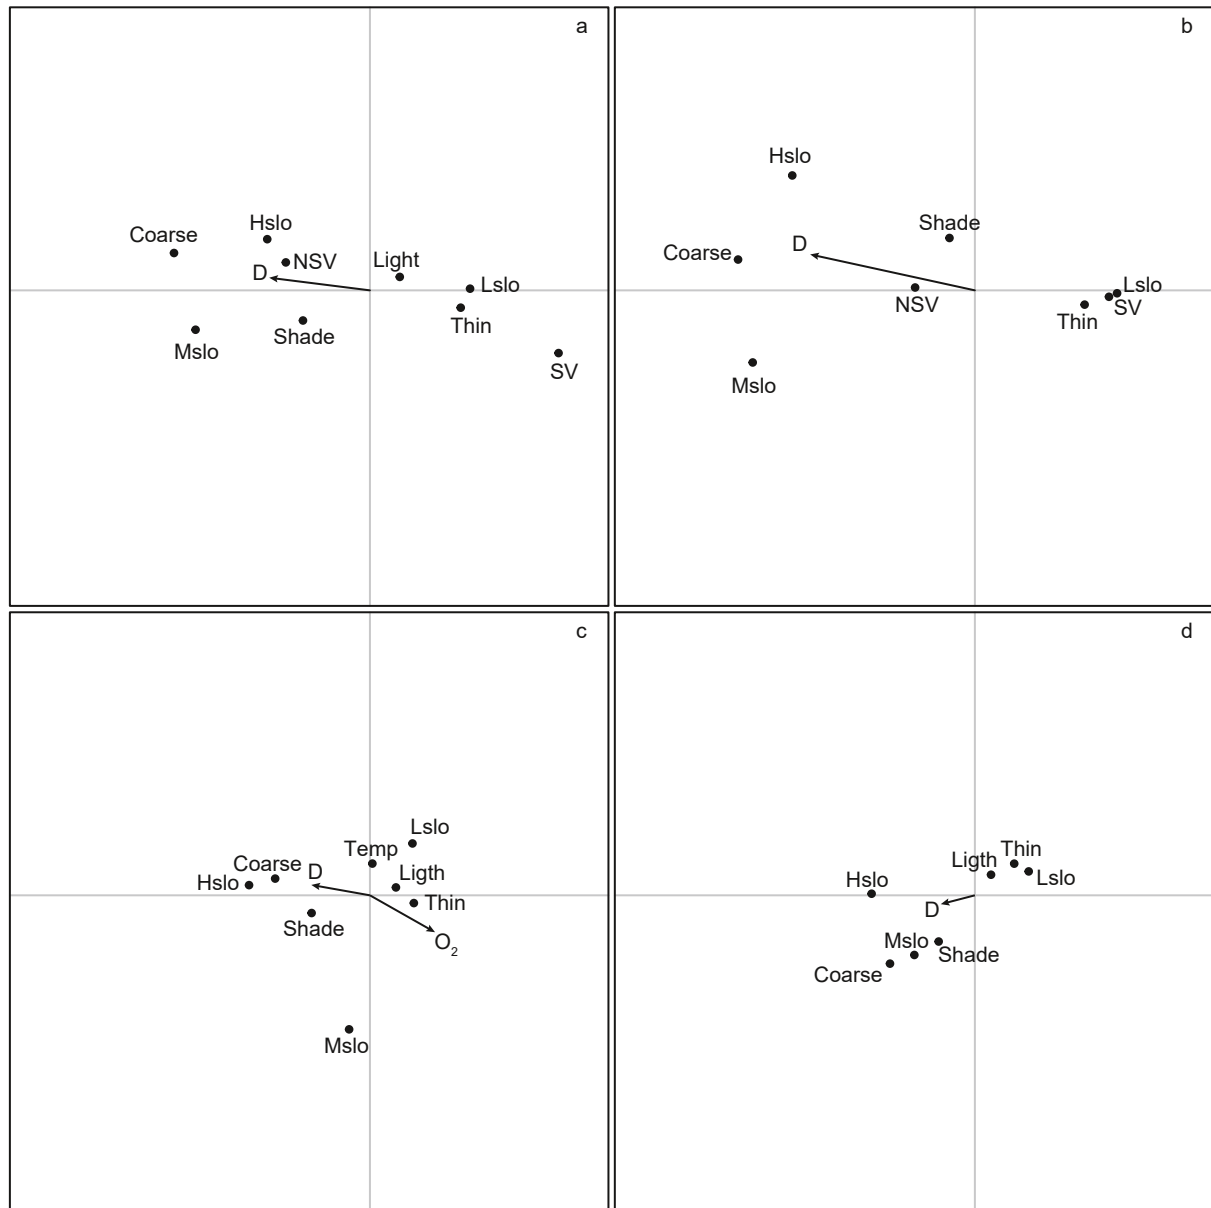 a
Hslo
Coarse
NSV
Light
D
Lslo
Thin
Shade
Mslo
SV
b
Hslo
Shade
D
Coarse
Lslo
NSV
SV
Thin
Mslo
c
Lslo
Temp
Coarse
D
Ligth
Hslo
Thin
Shade
O2
Mslo
d
Thin
Ligth
Lslo
Hslo
D
Mslo
Shade
Coarse